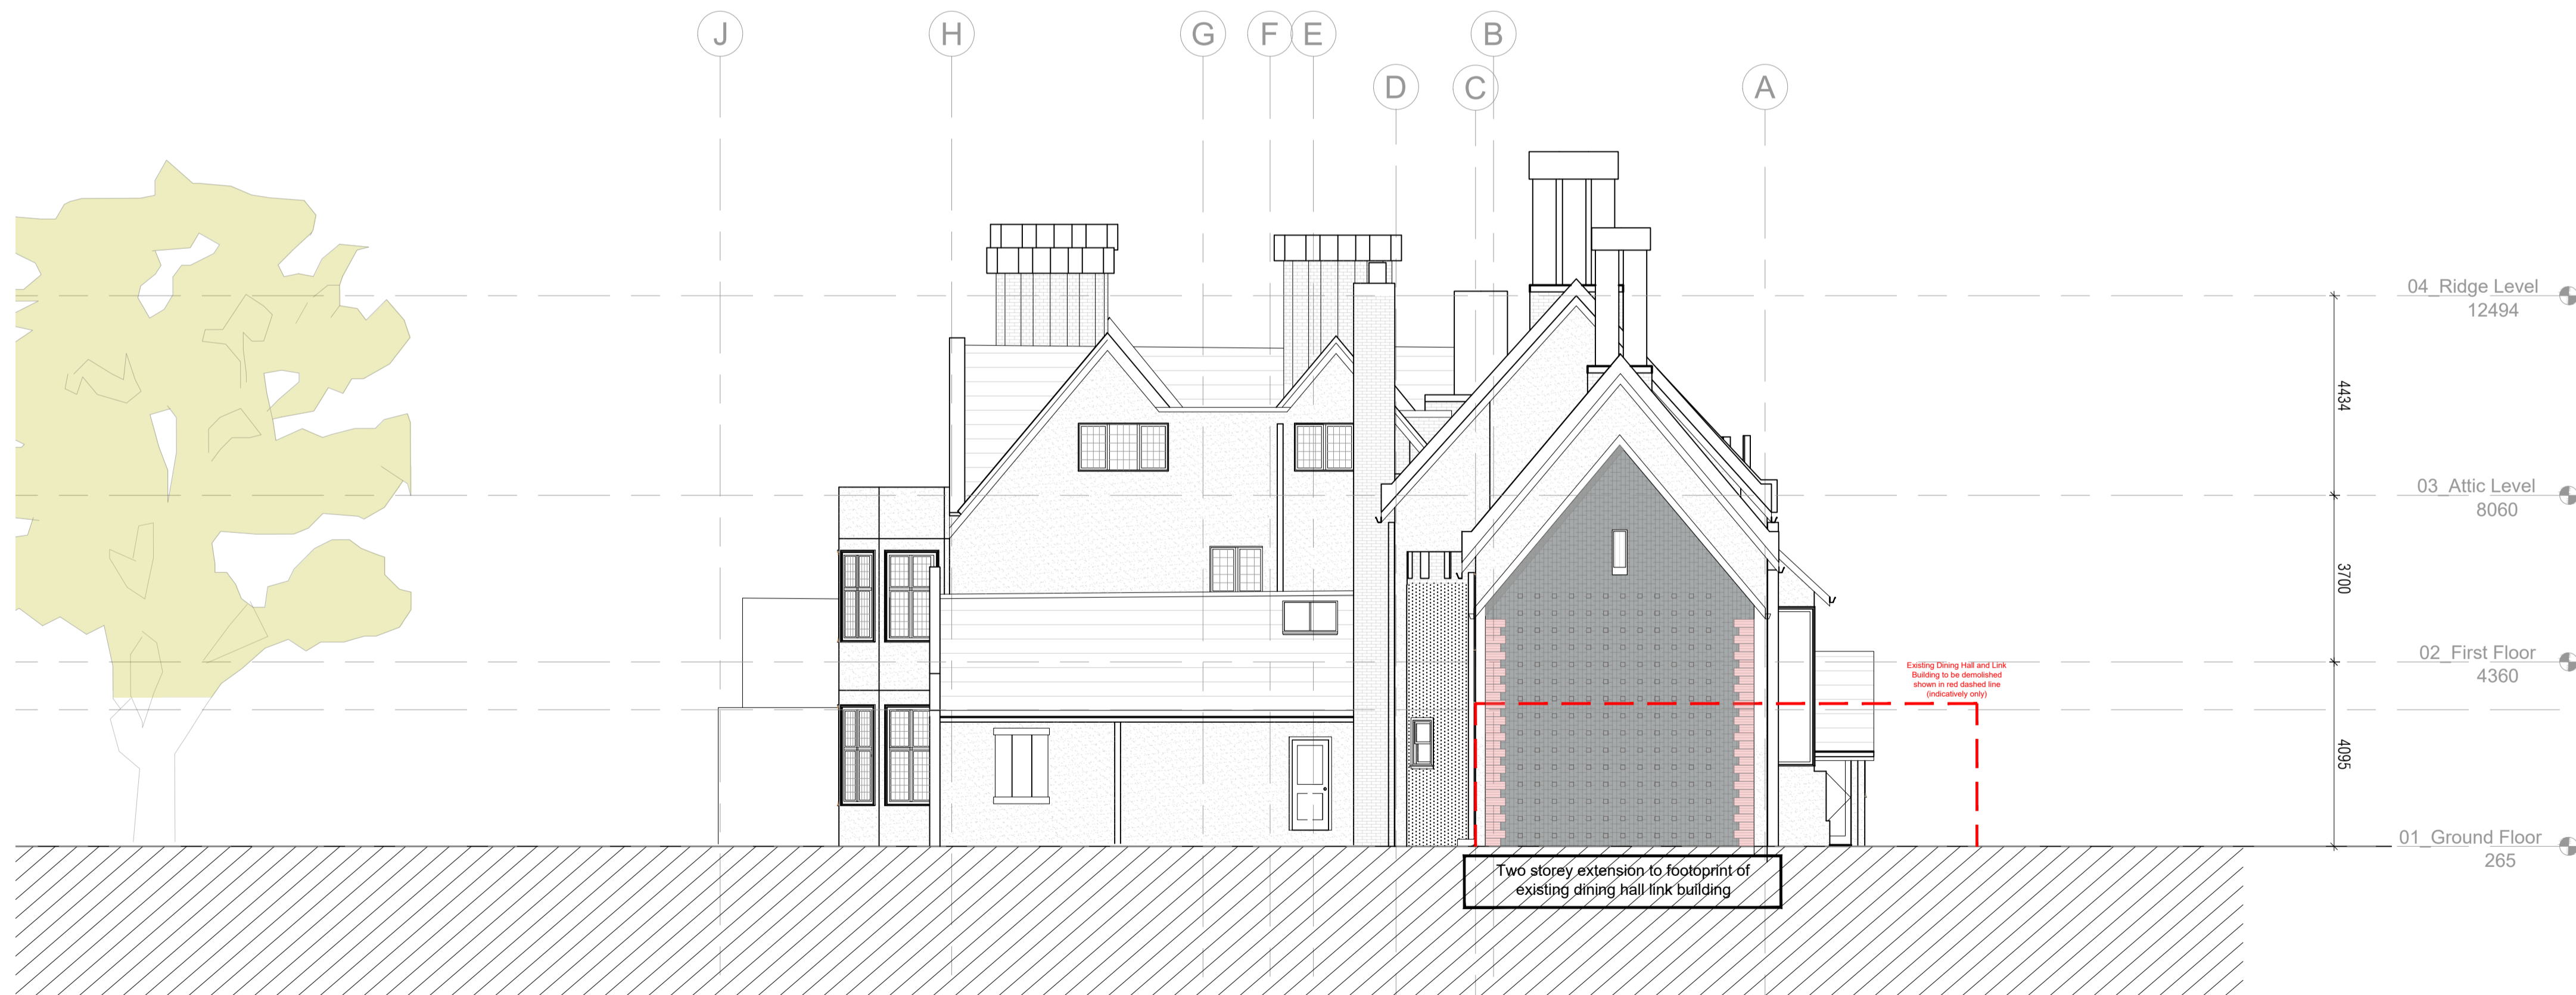 J
H
G
F
E
B
D
C
A
04_Ridge Level
12494
4434
03_Attic Level
8060
3700
02_First Floor
4360
Existing Dining Hall and Link
Building to be demolished
shown in red dashed line
(indicatively only)
4095
01_Ground Floor
265
Two storey extension to footoprint of
existing dining hall link building